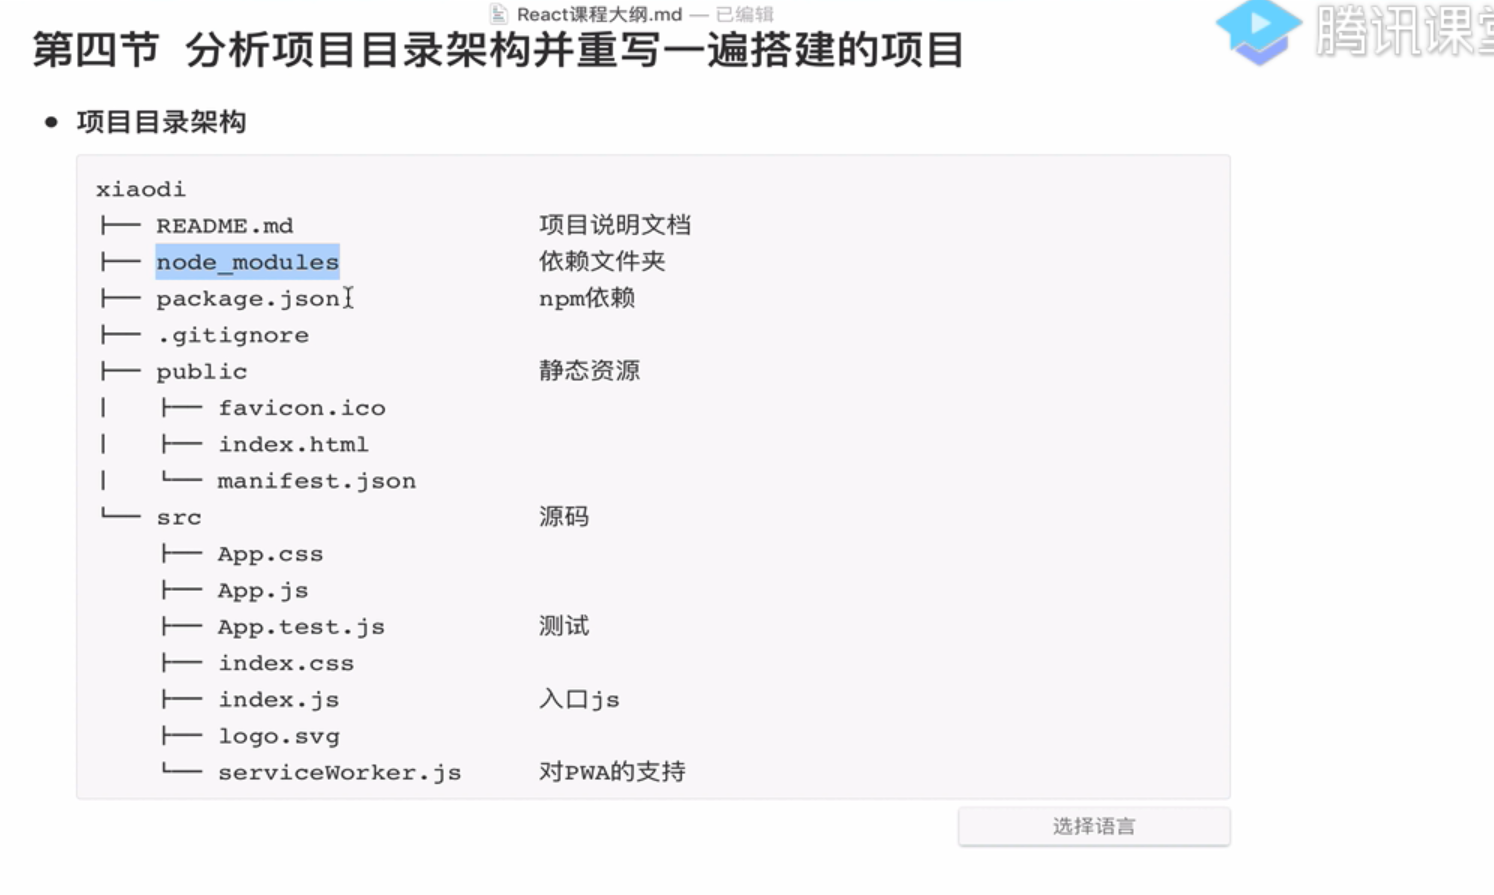 React课程大纲.md — 已编辑
腾讯课堂
第四节 分析项目目录架构并重写一遍搭建的项目
● 项目目录架构
xiaodi
├── README.md 项目说明文档
├── node_modules 依赖文件夹
├── package.json npm依赖
├── .gitignore
├── public 静态资源
| ├── favicon.ico
| ├── index.html
| └── manifest.json
└── src 源码
├── App.css
├── App.js
├── App.test.js 测试
├── index.css
├── index.js 入口js
├── logo.svg
└── serviceWorker.js 对PWA的支持
选择语言